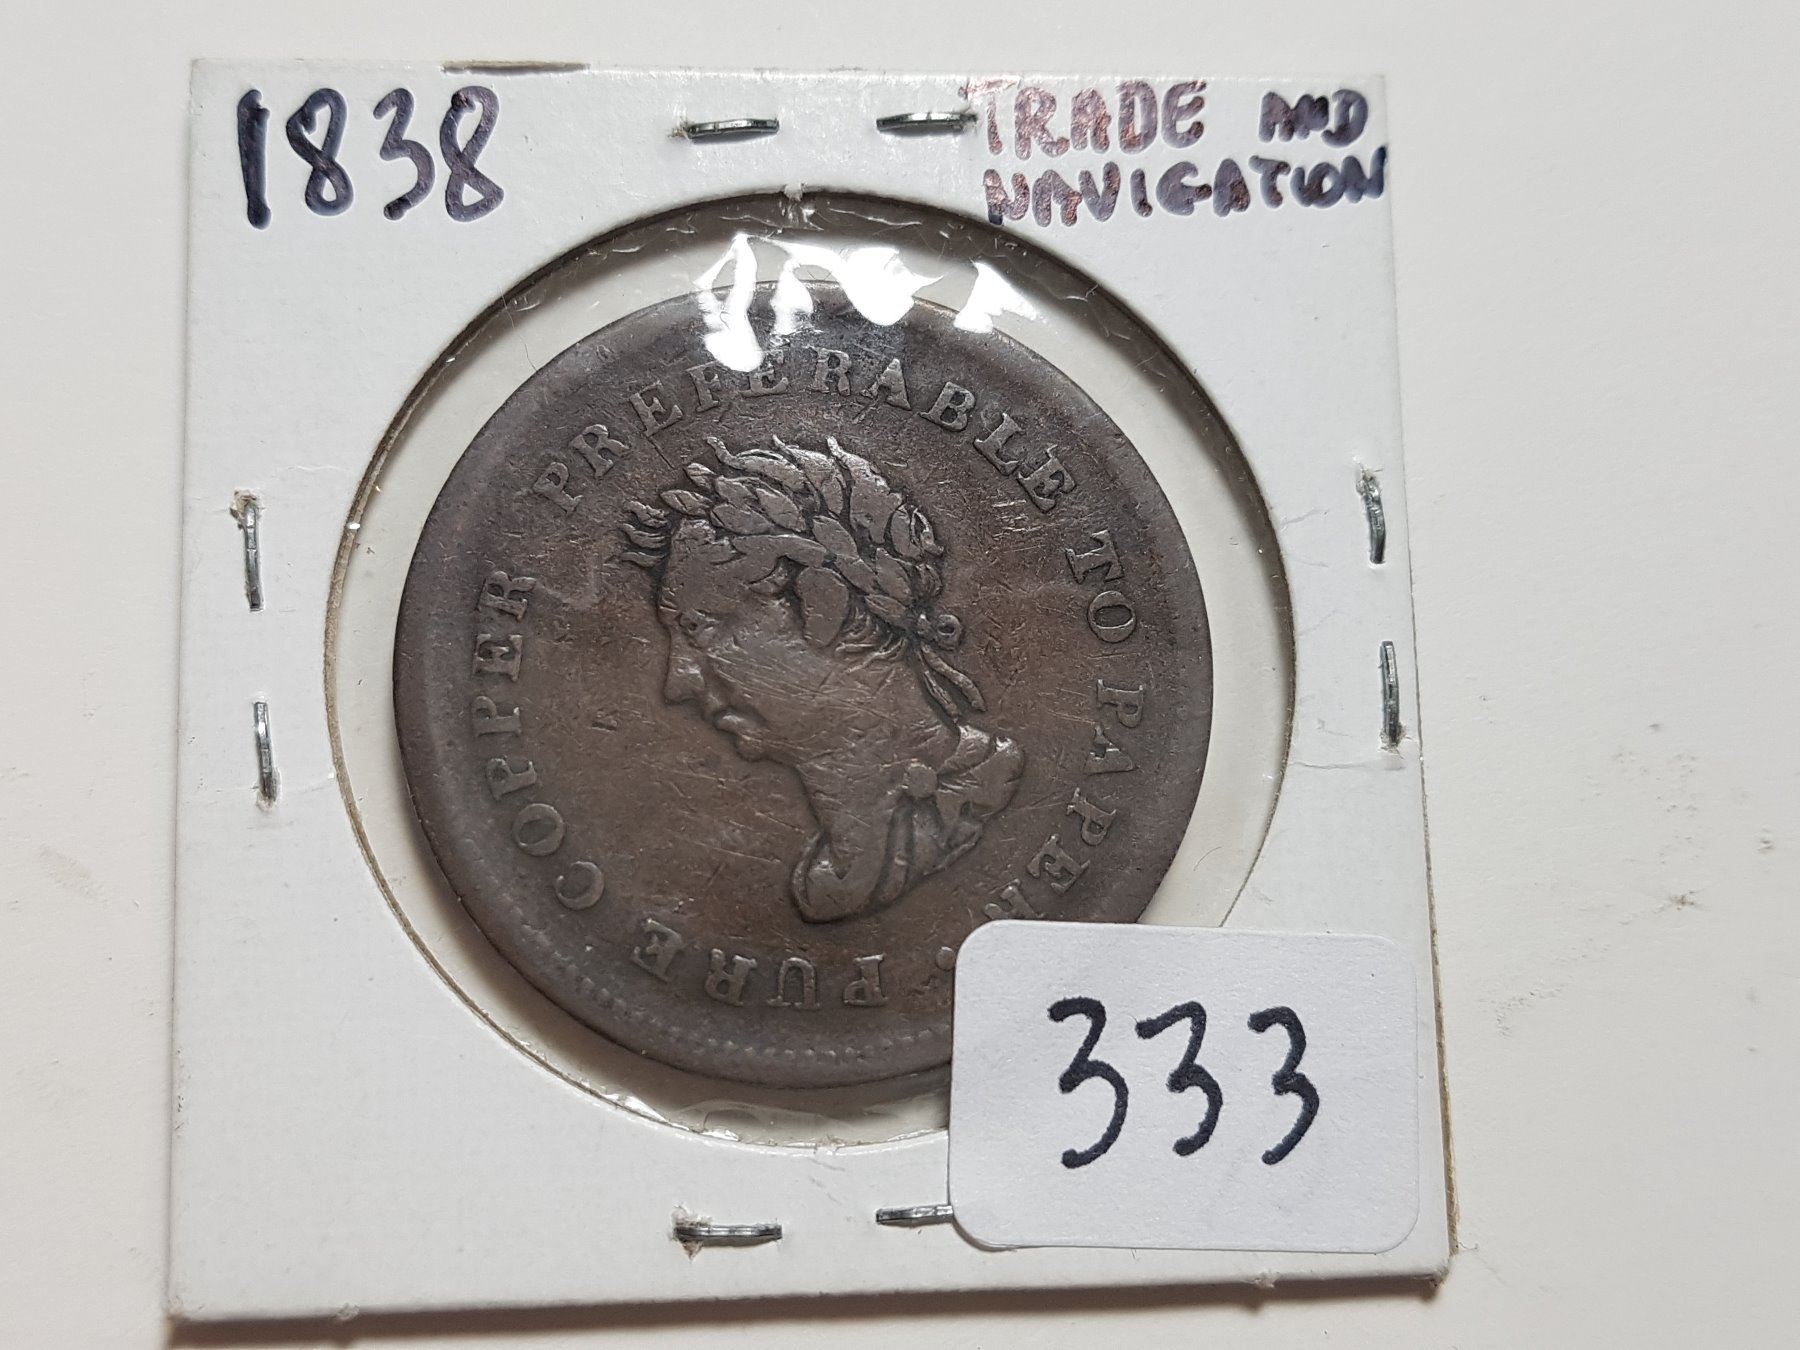 1838
TRADE AND
NAVIGATION
PURE COPPER PREFERABLE TO PAPER.
333